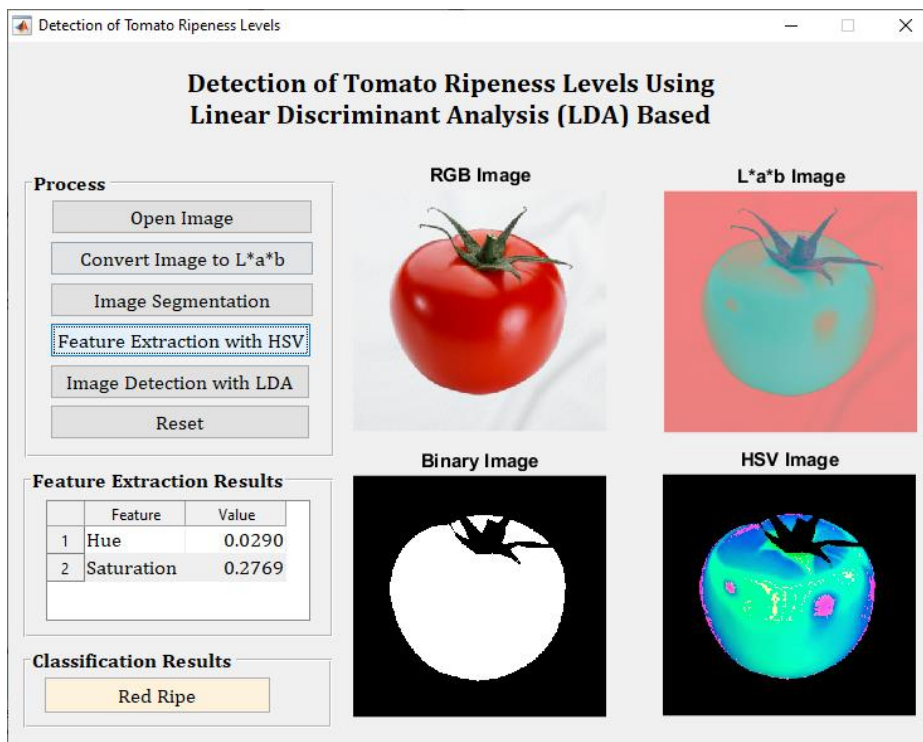 Detection of Tomato Ripeness Levels
Detection of Tomato Ripeness Levels Using
Linear Discriminant Analysis (LDA) Based
Process
Open Image
Convert Image to L*a*b
Image Segmentation
Feature Extraction with HSV
Image Detection with LDA
Reset
RGB Image
L*a*b Image
Feature Extraction Results
Feature Value
1 Hue 0.0290
2 Saturation 0.2769
Classification Results
Red Ripe
Binary Image
HSV Image